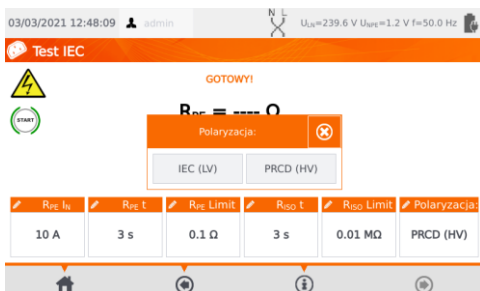 03/03/2021 12:48:09 admin N L U_LN=239.6 V U_NPE=1.2 V f=50.0 Hz
Test IEC
GOTOWY!
START
R_PE = ---- Ω
Polaryzacja:
IEC (LV) PRCD (HV)
R_PE I_N R_PE t R_PE Limit R_ISO t R_ISO Limit Polaryzacja:
10 A 3 s 0.1 Ω 3 s 0.01 MΩ PRCD (HV)